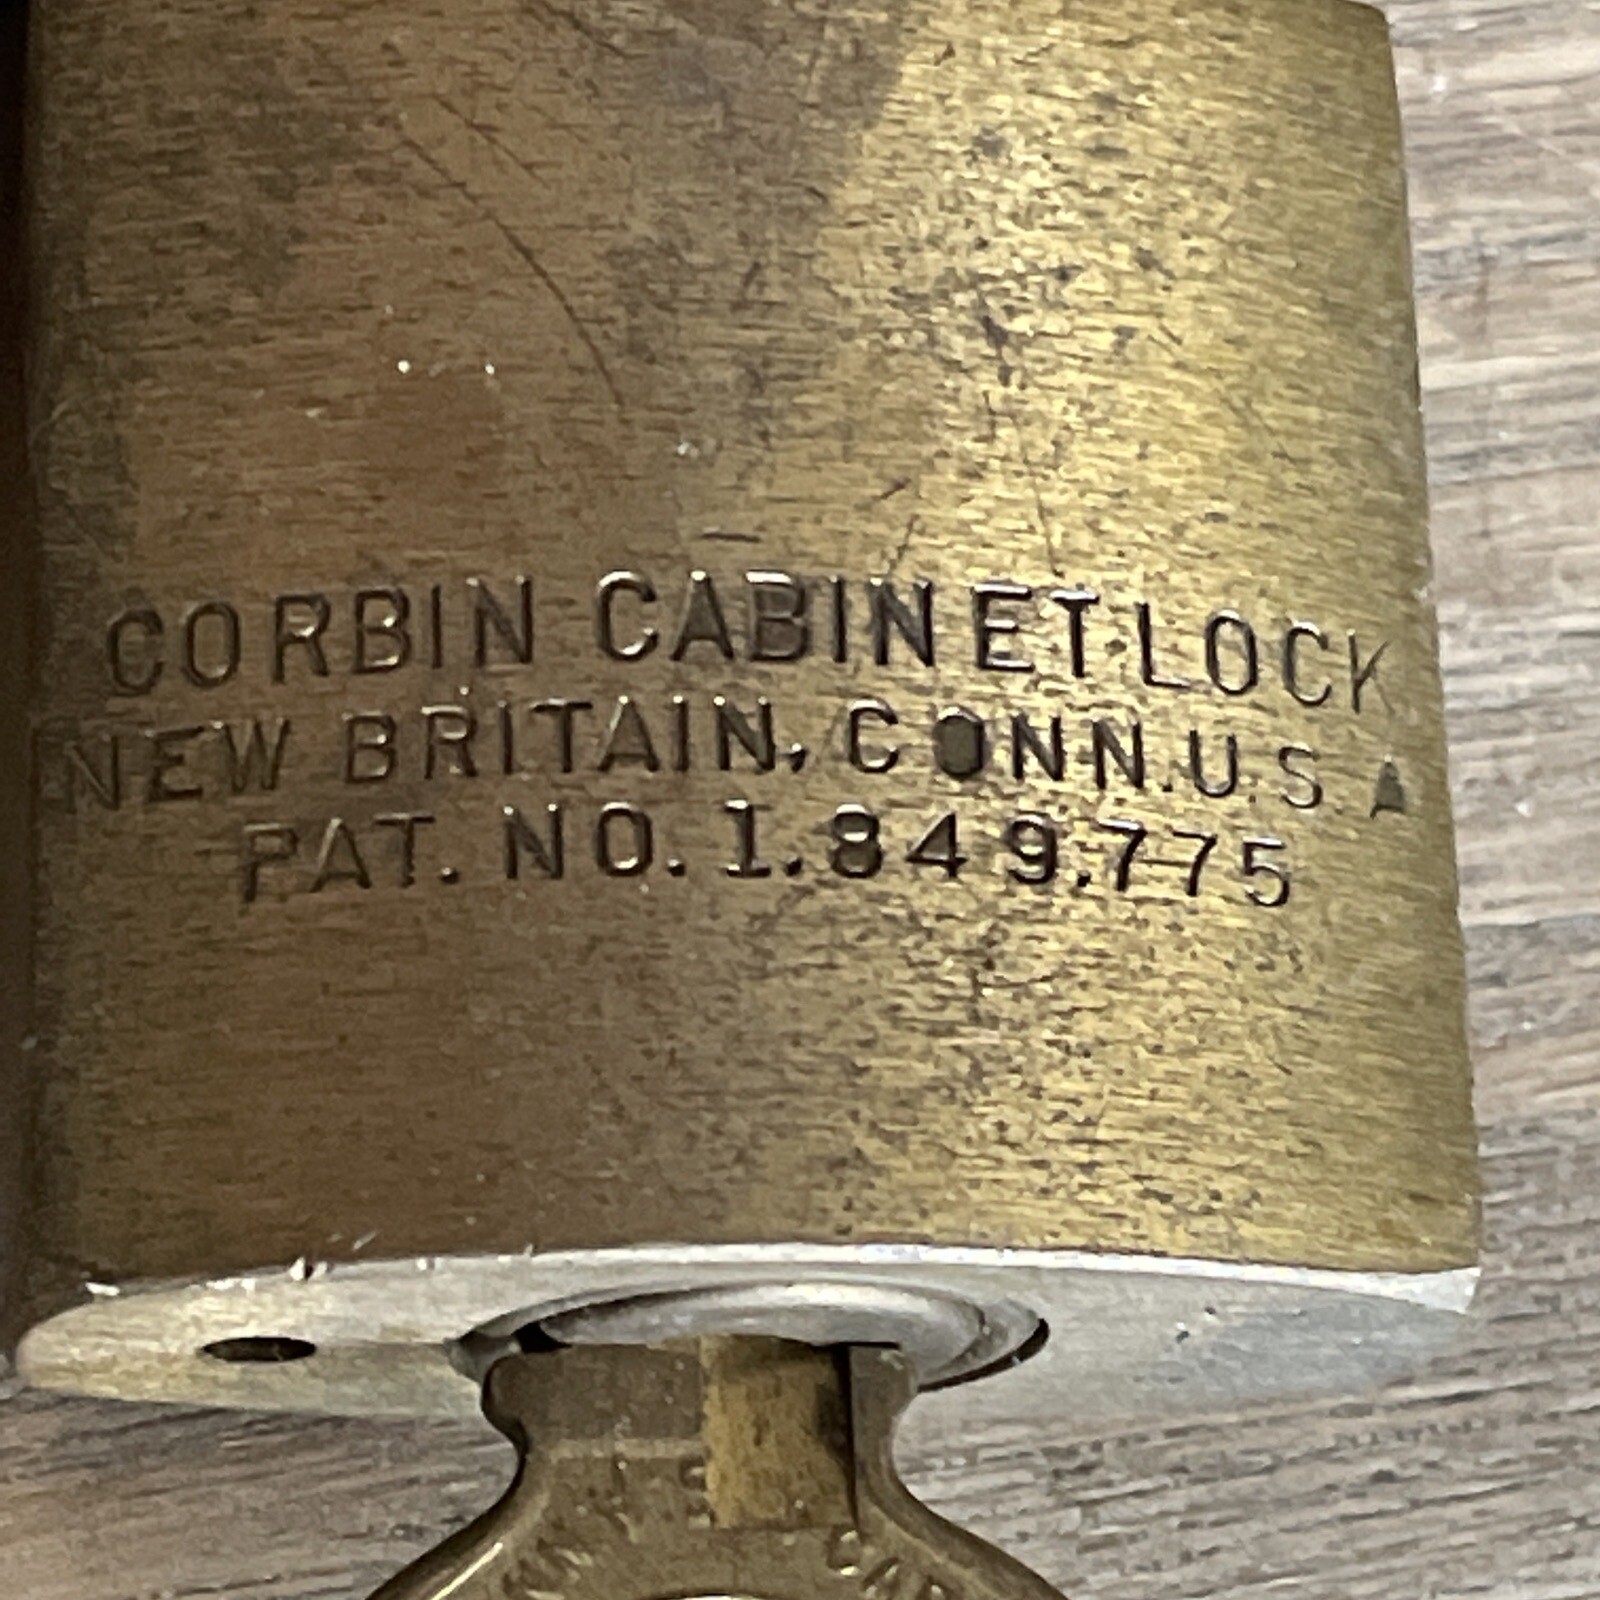 CORBIN CABINET LOCK
NEW BRITAIN, CONN. U.S.A
PAT. NO. 1.849.775